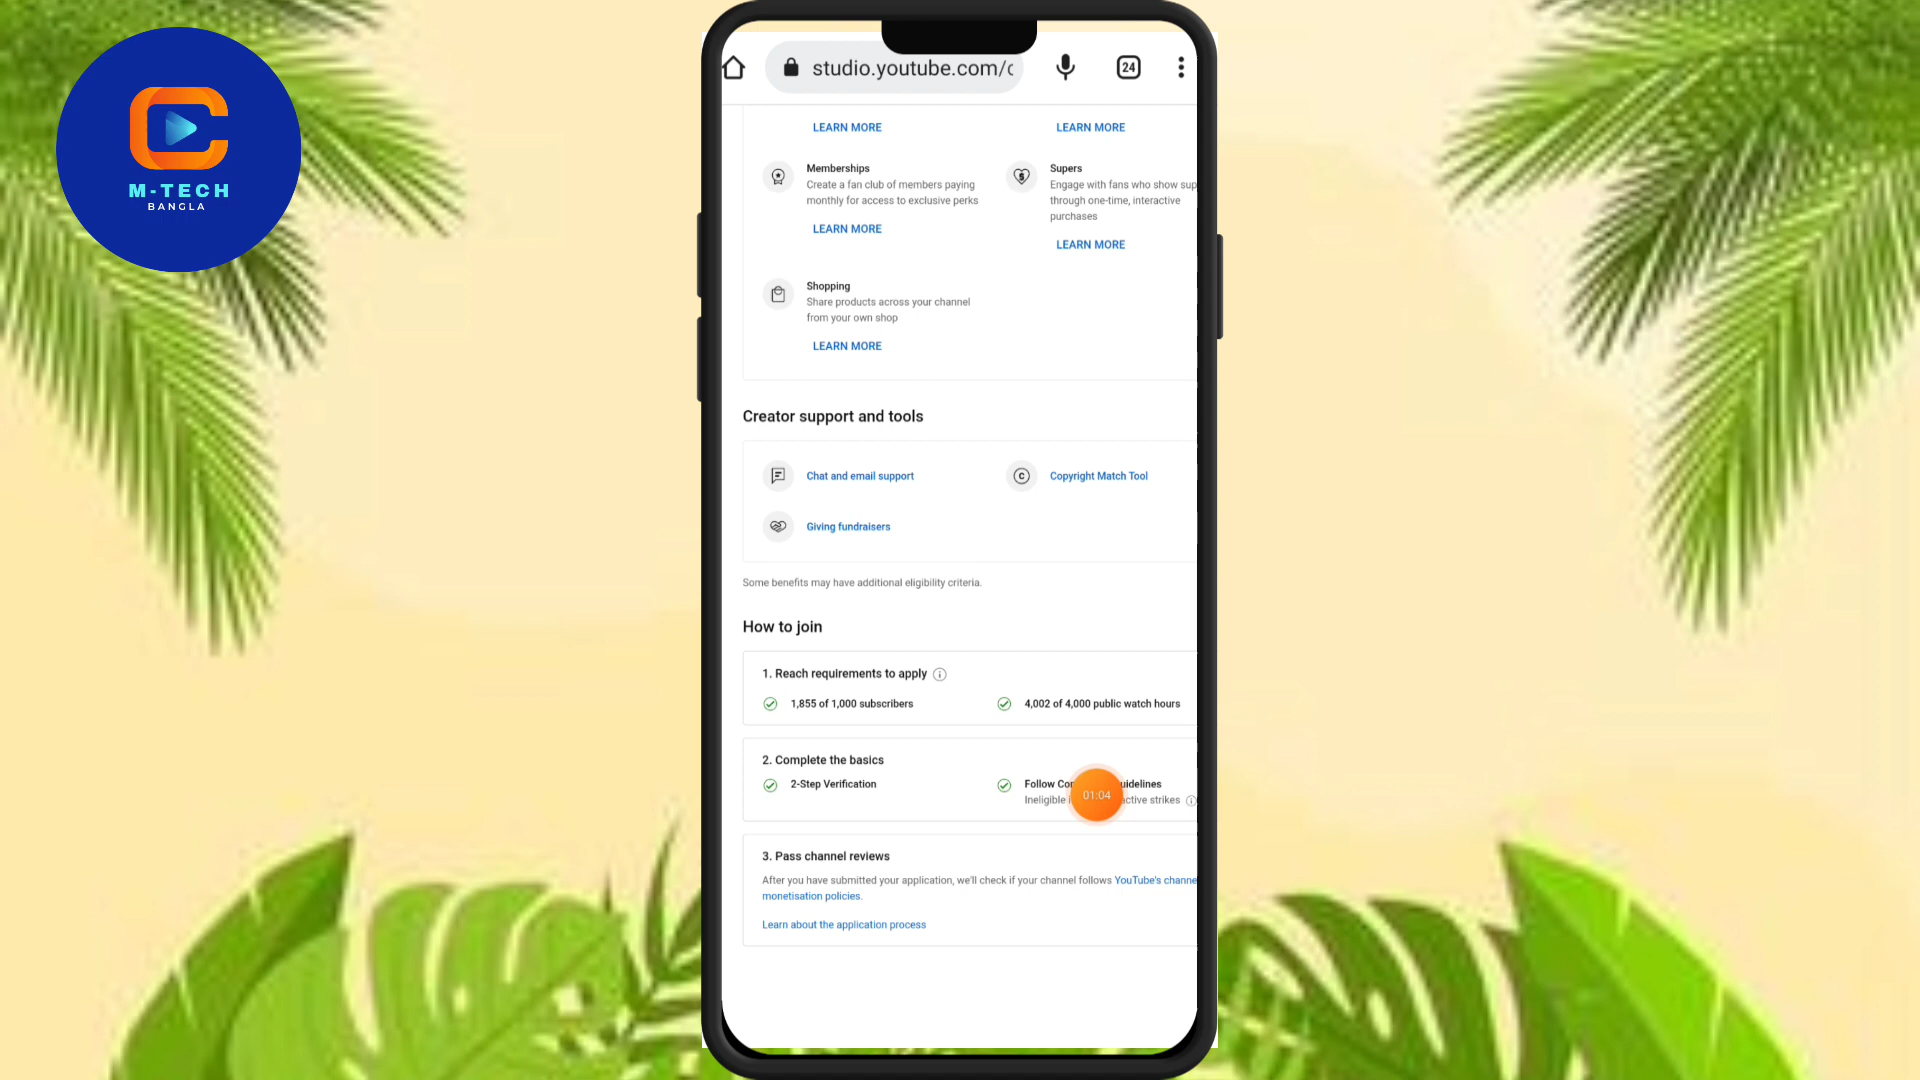 M-TECH
BANGLA
studio.youtube.com/c
24
LEARN MORE
LEARN MORE
Memberships
Create a fan club of members paying
monthly for access to exclusive perks
LEARN MORE
Supers
Engage with fans who show sup
through one-time, interactive
purchases
LEARN MORE
Shopping
Share products across your channel
from your own shop
LEARN MORE
Creator support and tools
Chat and email support
Copyright Match Tool
Giving fundraisers
Some benefits may have additional eligibility criteria.
How to join
1. Reach requirements to apply
1,855 of 1,000 subscribers
4,002 of 4,000 public watch hours
2. Complete the basics
2-Step Verification
Follow Co uidelines
Ineligible active strikes
01:04
3. Pass channel reviews
After you have submitted your application, we'll check if your channel follows YouTube's channe
monetisation policies.
Learn about the application process